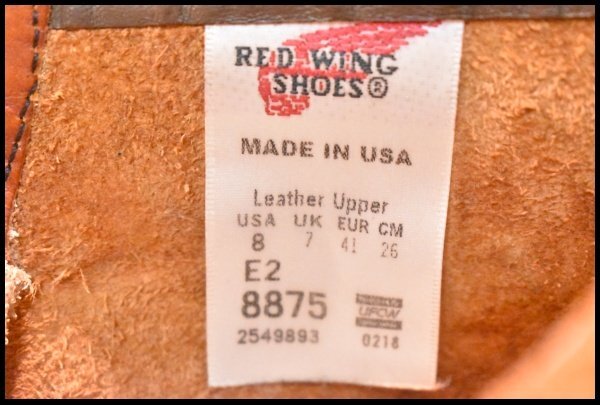 RED WING
SHOES®
MADE IN USA
Leather Upper
USA UK EUR CM
8 7 41 26
E2
8875
UFCW
2549893 0218